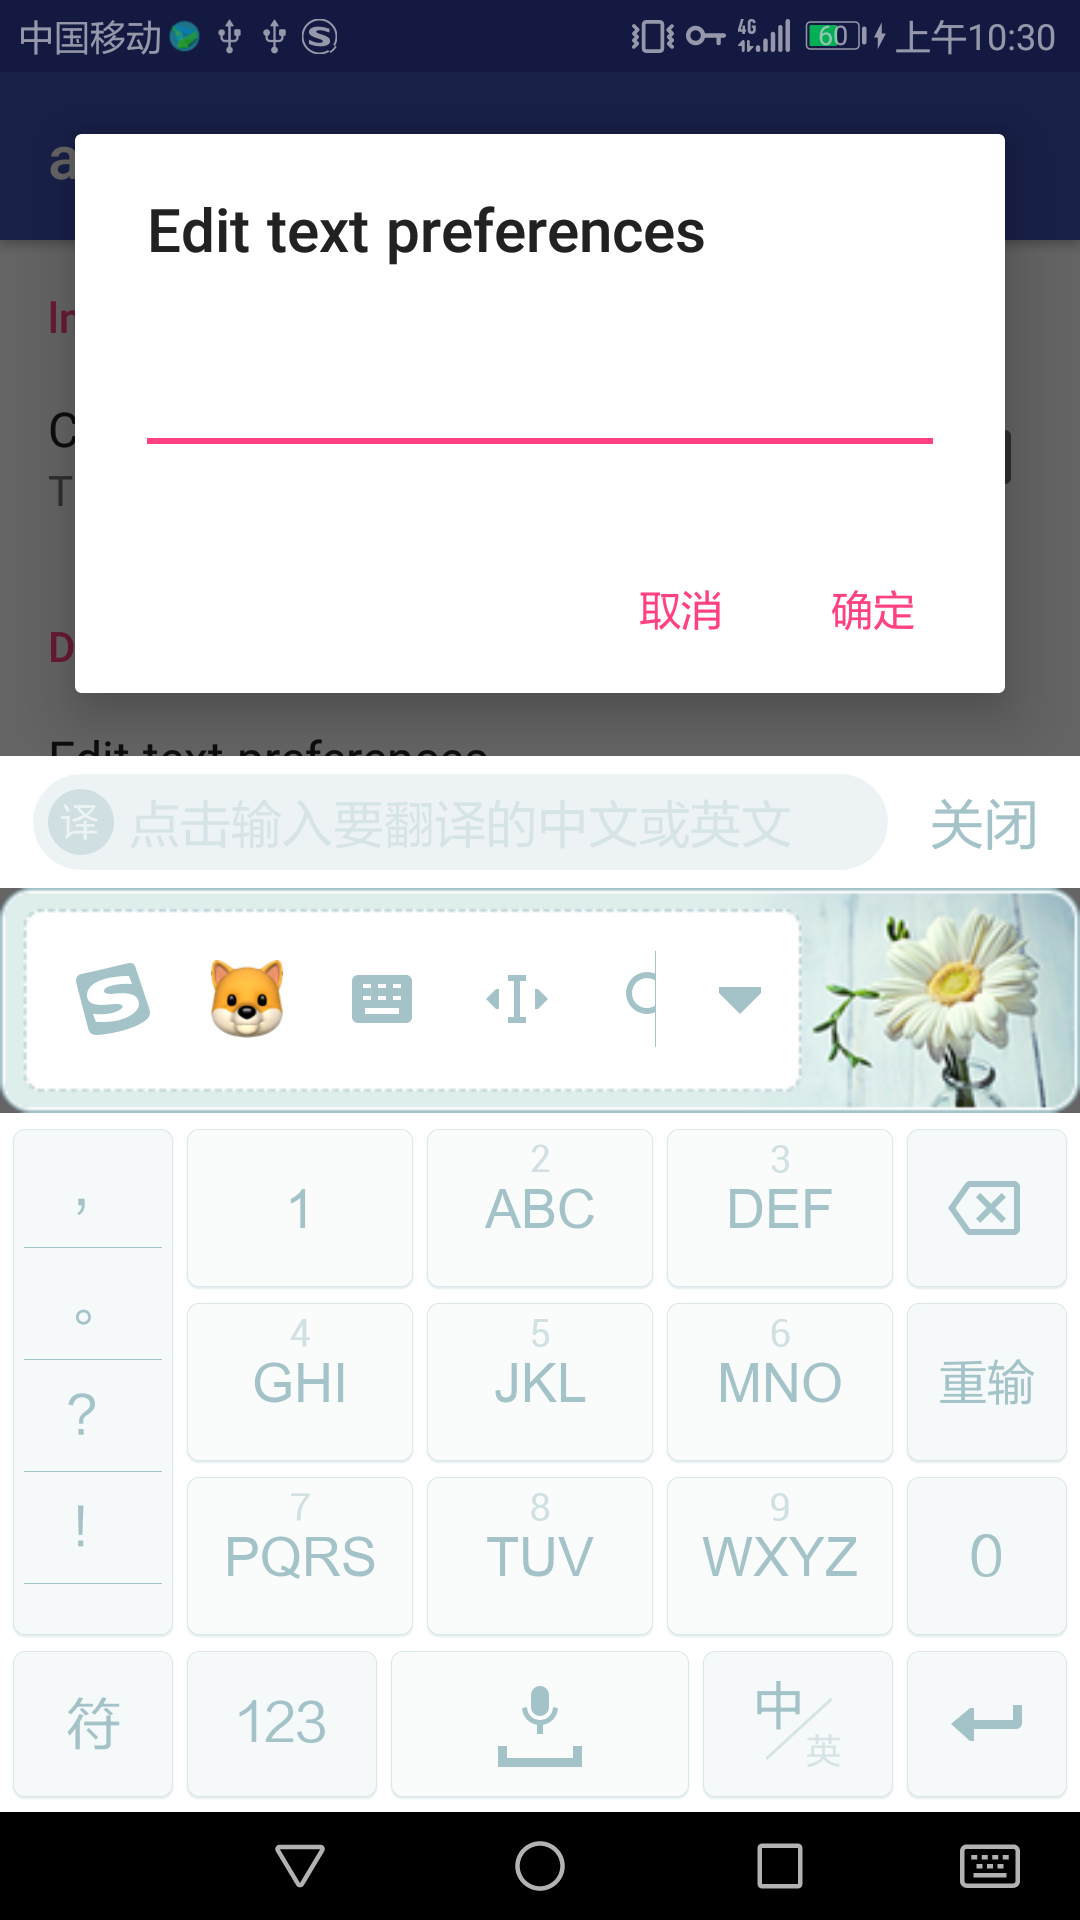 中国移动 4G 60 上午10:30
a
Edit text preferences
In
C
T
取消 确定
D
Edit text preferences
译 点击输入要翻译的中文或英文 关闭
, 1 2 3
ABC DEF
。 4 5 6
GHI JKL MNO 重输
?
! 7 8 9
PQRS TUV WXYZ 0
符 123 中/英